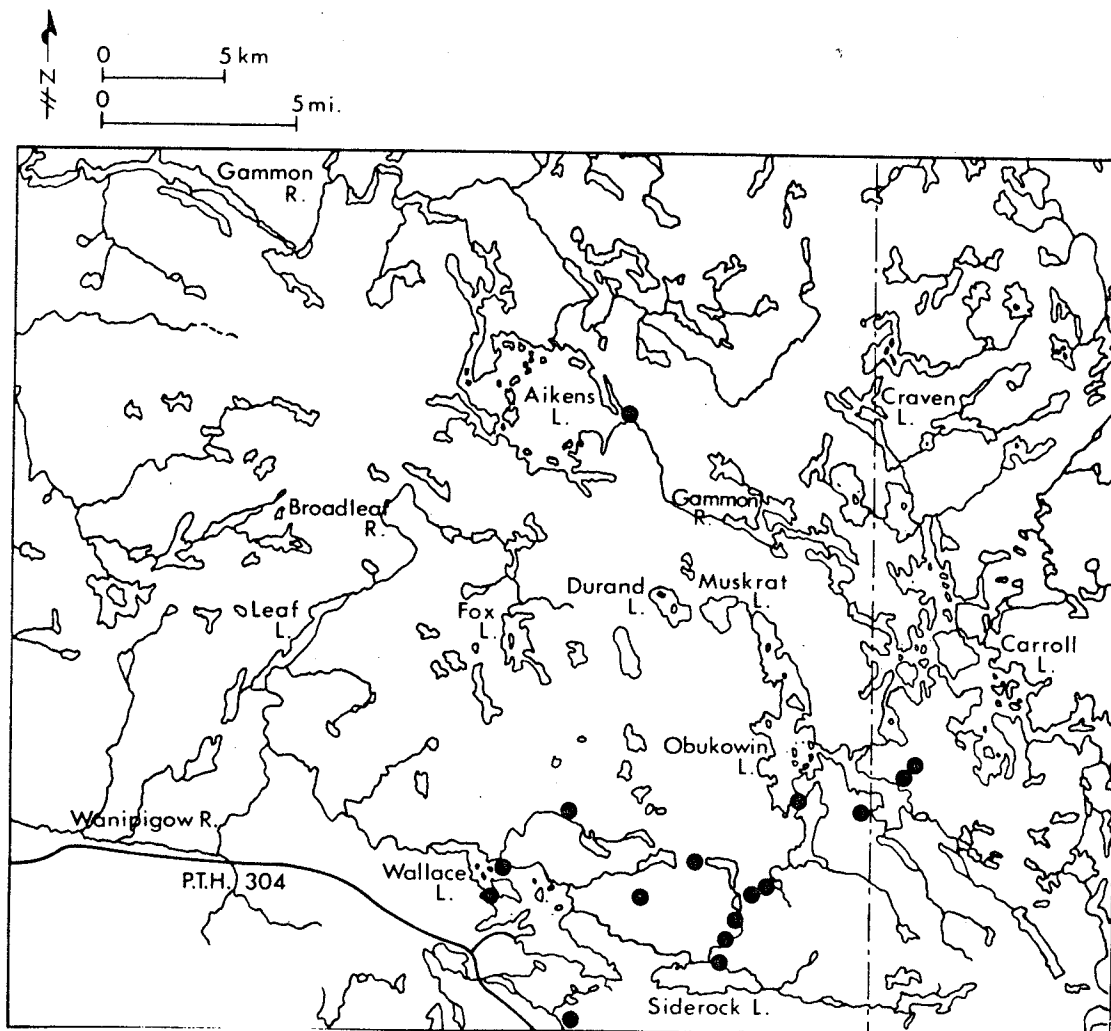 N
0 5 km
0 5 mi.
Gammon
R.
Aikens
L.
Craven
L.
Broadleaf
R.
Gammon
R.
Durand
L.
Muskrat
L.
Leaf
L.
Fox
L.
Carroll
L.
Obukowin
L.
Wanipigow R.
P.T.H. 304
Wallace
L.
Siderock L.